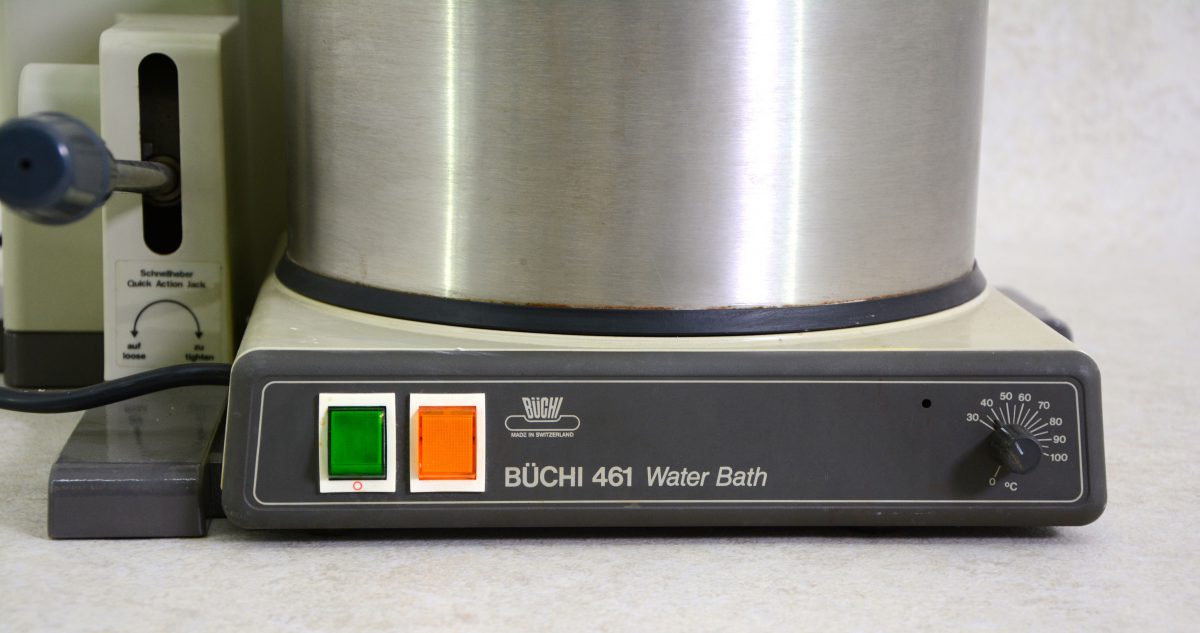 Schnellheber
Quick Action Jack
auf zu
loose tighten
O
BÜCHI
MADE IN SWITZERLAND
BÜCHI 461 Water Bath
30 40 50 60 70 80 90 100
0 °C